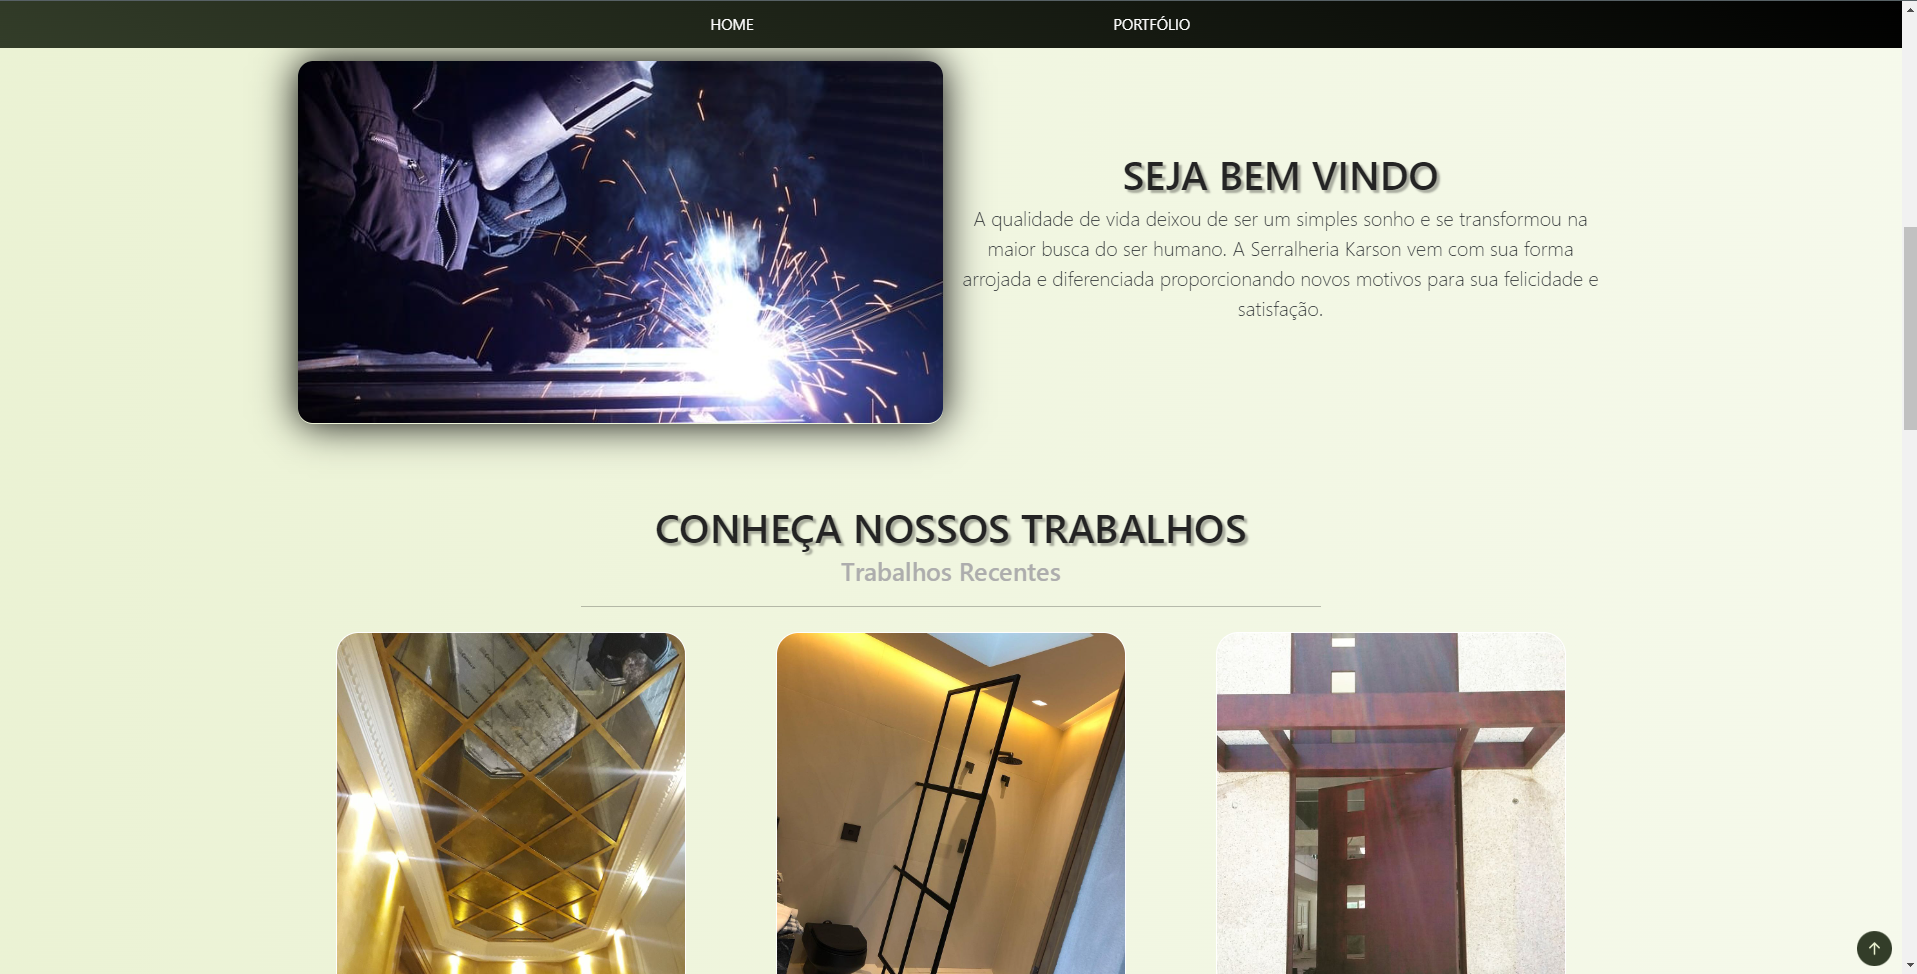 HOME
PORTFÓLIO
SEJA BEM VINDO
A qualidade de vida deixou de ser um simples sonho e se transformou na
maior busca do ser humano. A Serralheria Karson vem com sua forma
arrojada e diferenciada proporcionando novos motivos para sua felicidade e
satisfação.
CONHEÇA NOSSOS TRABALHOS
Trabalhos Recentes